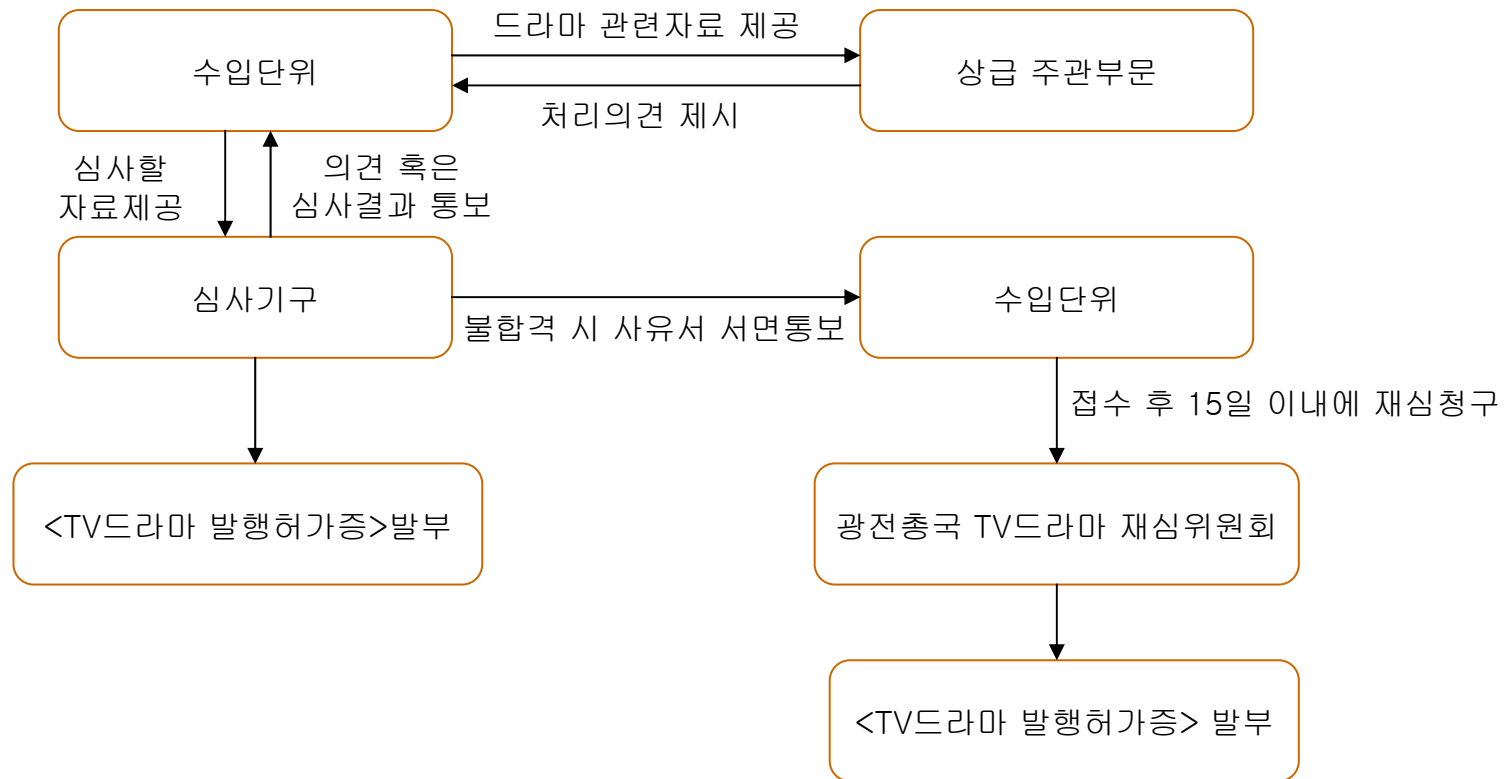 드라마 관련자료 제공
수입단위
상급 주관부문
처리의견 제시
심사할
자료제공
의견 혹은
심사결과 통보
심사기구
수입단위
불합격 시 사유서 서면통보
접수 후 15일 이내에 재심청구
<TV드라마 발행허가증>발부
광전총국 TV드라마 재심위원회
<TV드라마 발행허가증> 발부